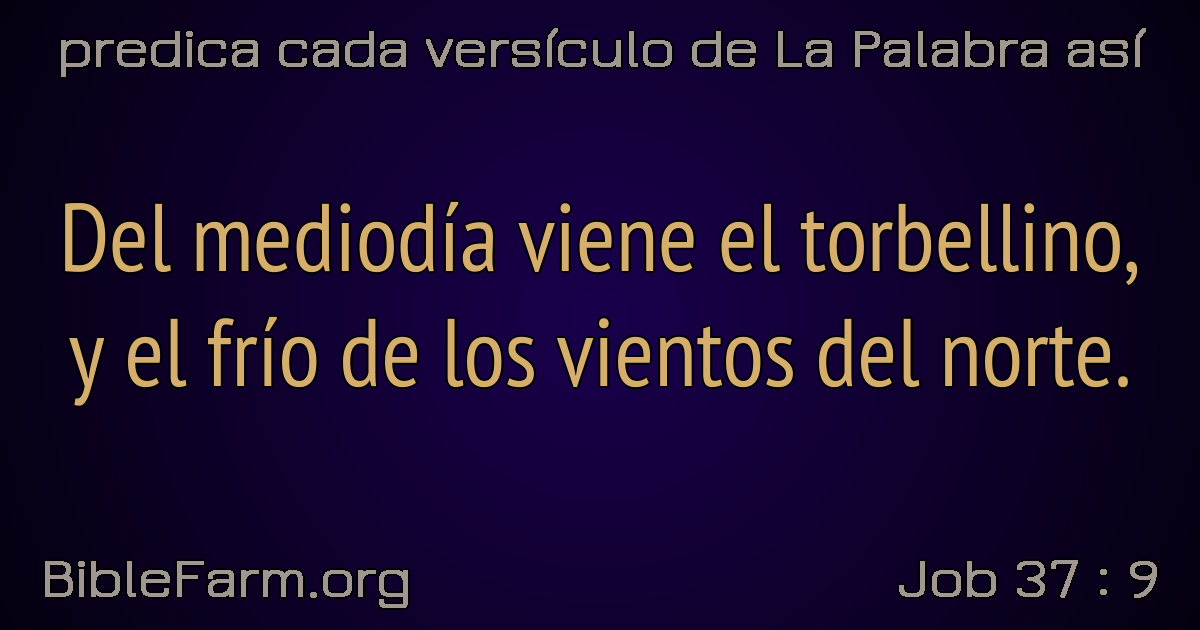 predica cada versículo de La Palabra así
Del mediodía viene el torbellino,
y el frío de los vientos del norte.
BibleFarm.org
Job 37 : 9